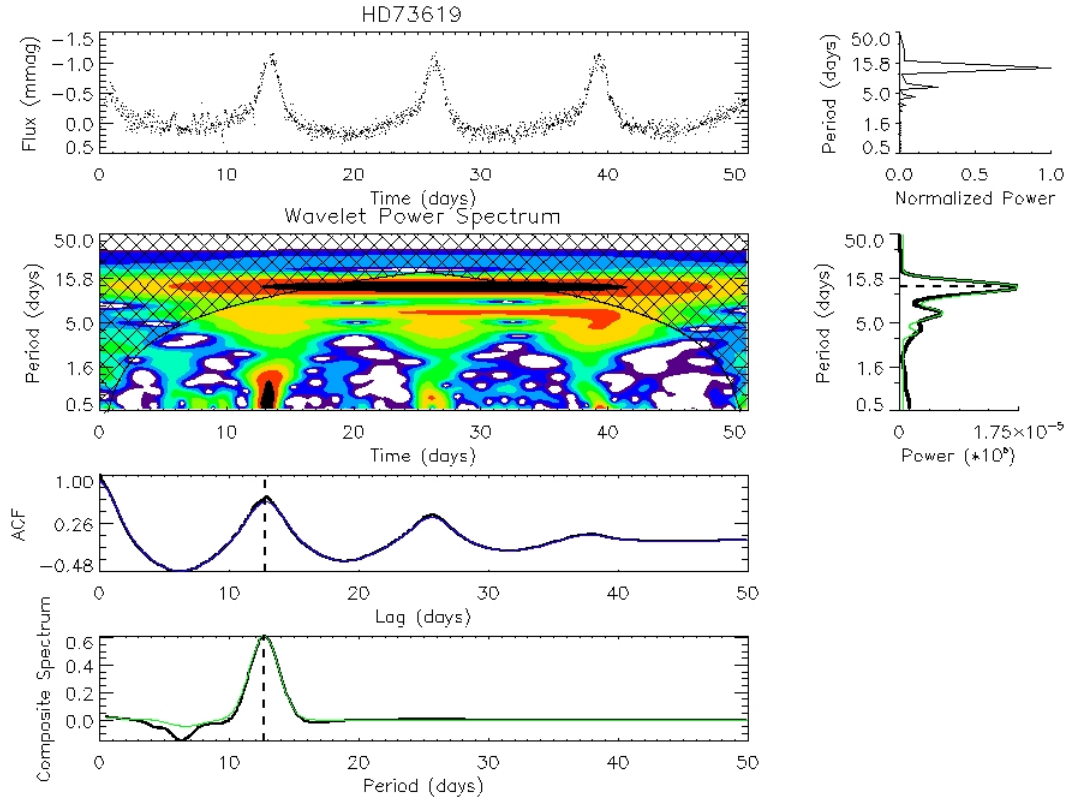 HD73619
-1.5
-1.0
-0.5
0.0
0.5
Flux (mmag)
0 10 20 30 40 50
Time (days)
50.0
15.8
5.0
1.6
0.5
Period (days)
0.0 0.5 1.0
Normalized Power
Wavelet Power Spectrum
50.0
15.8
5.0
1.6
0.5
Period (days)
0 10 20 30 40 50
Time (days)
50.0
15.8
5.0
1.6
0.5
Period (days)
0 1.75×10⁻⁵
Power (*10⁶)
1.00
0.26
-0.48
ACF
0 10 20 30 40 50
Lag (days)
0.6
0.4
0.2
0.0
Composite Spectrum
0 10 20 30 40 50
Period (days)